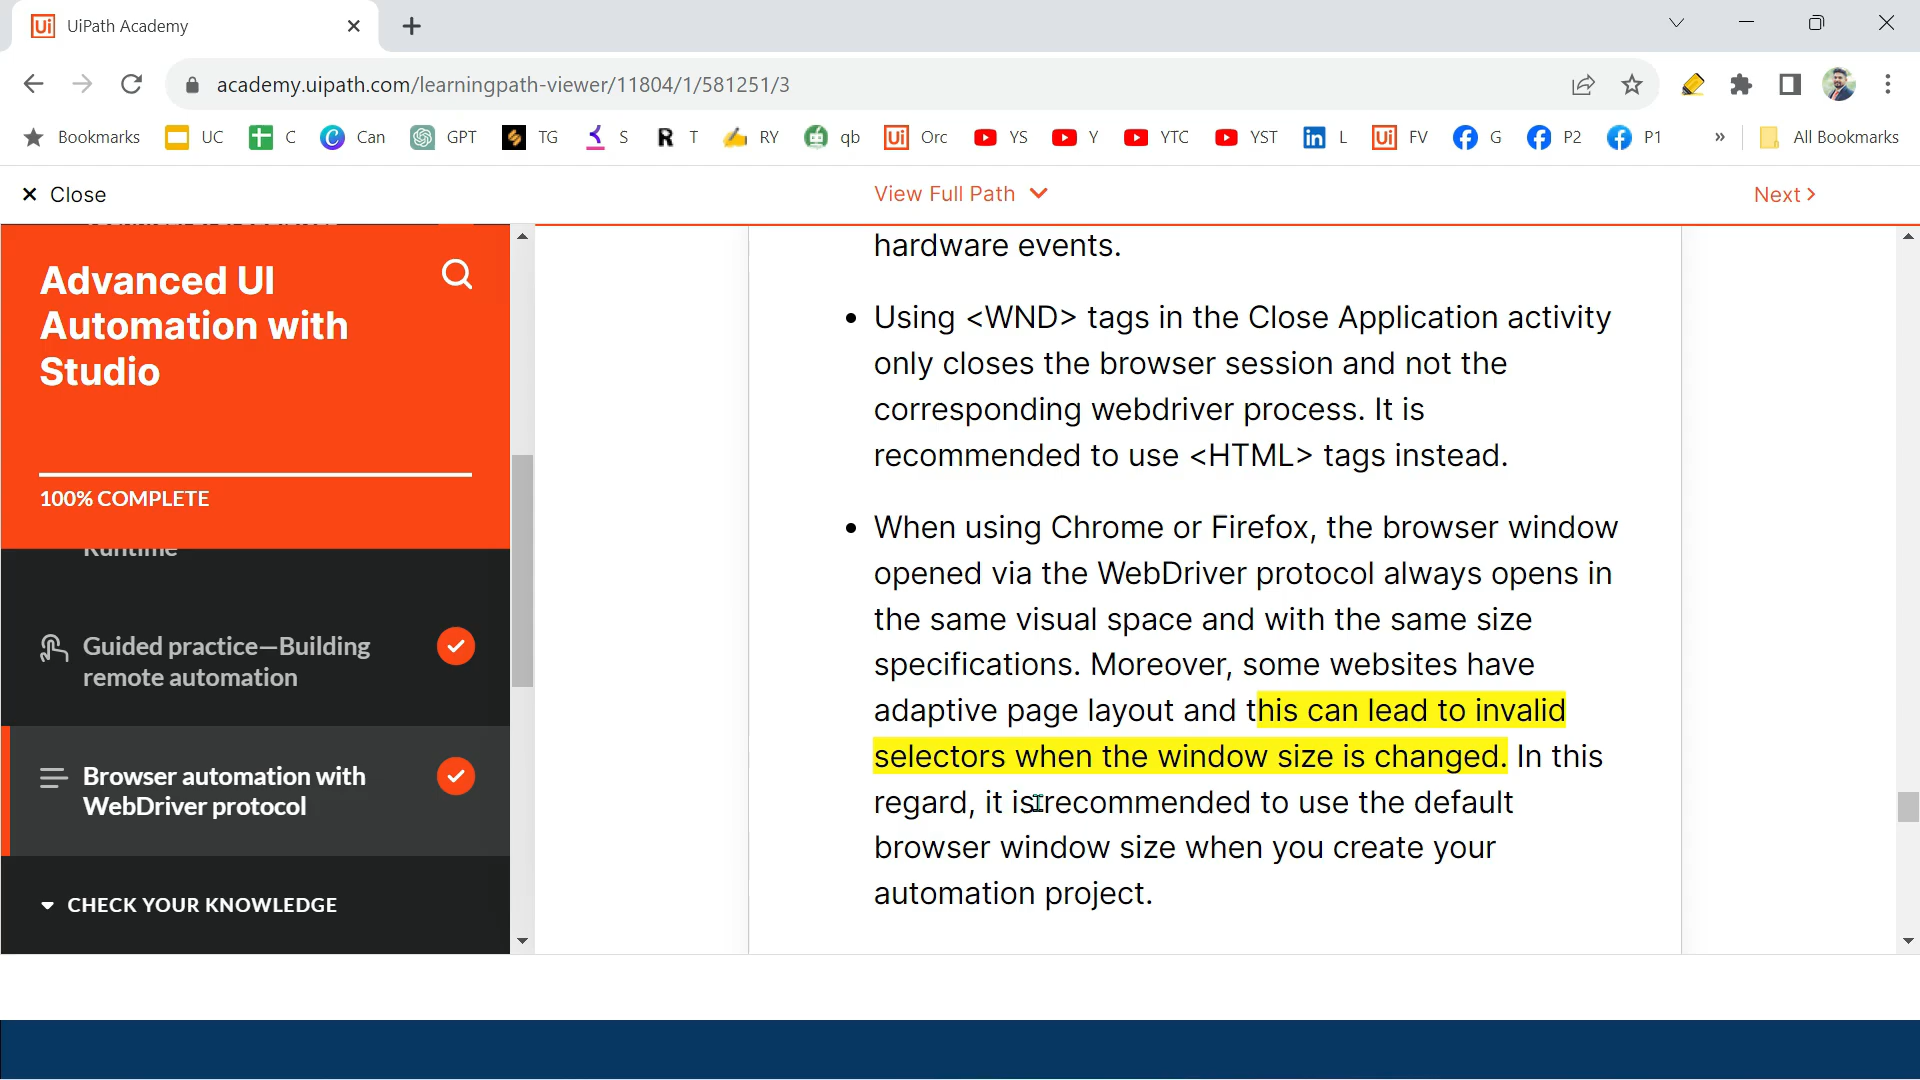 UiPath Academy
academy.uipath.com/learningpath-viewer/11804/1/581251/3
Bookmarks UC C Can GPT TG S T RY qb Orc YS Y YTC YST L FV G P2 P1 » All Bookmarks
Close
View Full Path
Next >
Advanced UI
Automation with
Studio
100% COMPLETE
Runtime
Guided practice—Building
remote automation
Browser automation with
WebDriver protocol
CHECK YOUR KNOWLEDGE
hardware events.
• Using <WND> tags in the Close Application activity
only closes the browser session and not the
corresponding webdriver process. It is
recommended to use <HTML> tags instead.
• When using Chrome or Firefox, the browser window
opened via the WebDriver protocol always opens in
the same visual space and with the same size
specifications. Moreover, some websites have
adaptive page layout and this can lead to invalid
selectors when the window size is changed. In this
regard, it is recommended to use the default
browser window size when you create your
automation project.